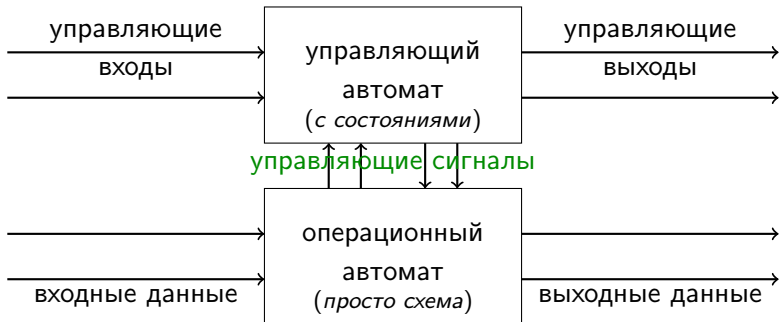 управляющие
входы
управляющий
автомат
(с состояниями)
управляющие
выходы
управляющие сигналы
входные данные
операционный
автомат
(просто схема)
выходные данные